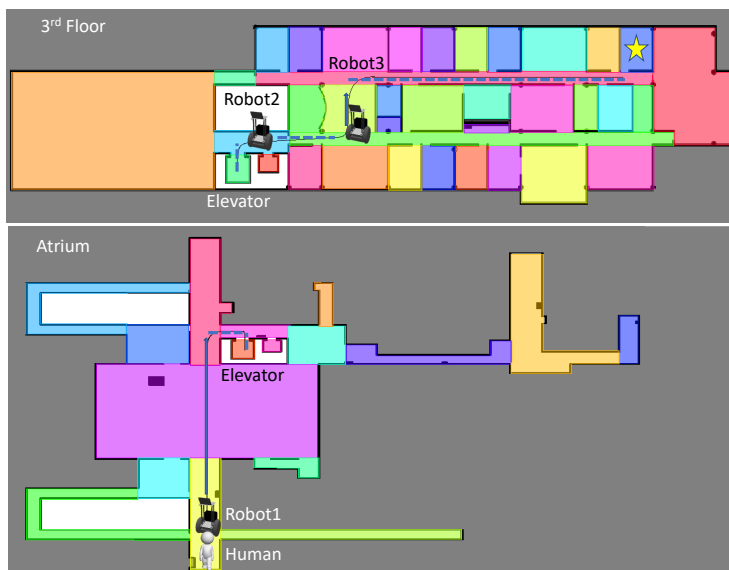 3rd Floor
Robot3
Robot2
Elevator
Atrium
Elevator
Robot1
Human